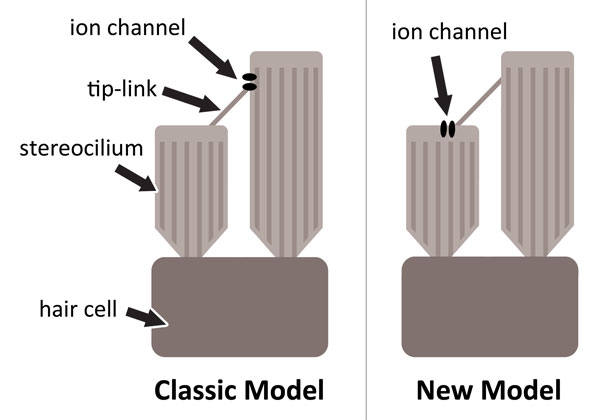 ion channel
tip-link
stereocilium
hair cell
Classic Model
ion channel
New Model